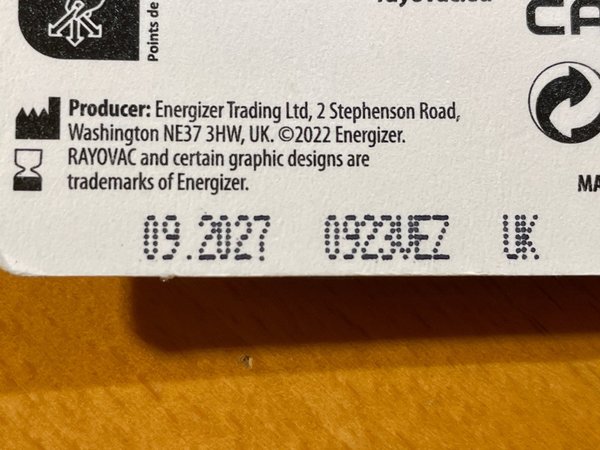 Points de
Producer: Energizer Trading Ltd, 2 Stephenson Road,
Washington NE37 3HW, UK. ©2022 Energizer.
RAYOVAC and certain graphic designs are
trademarks of Energizer.
09.2027 0923VEZ UK